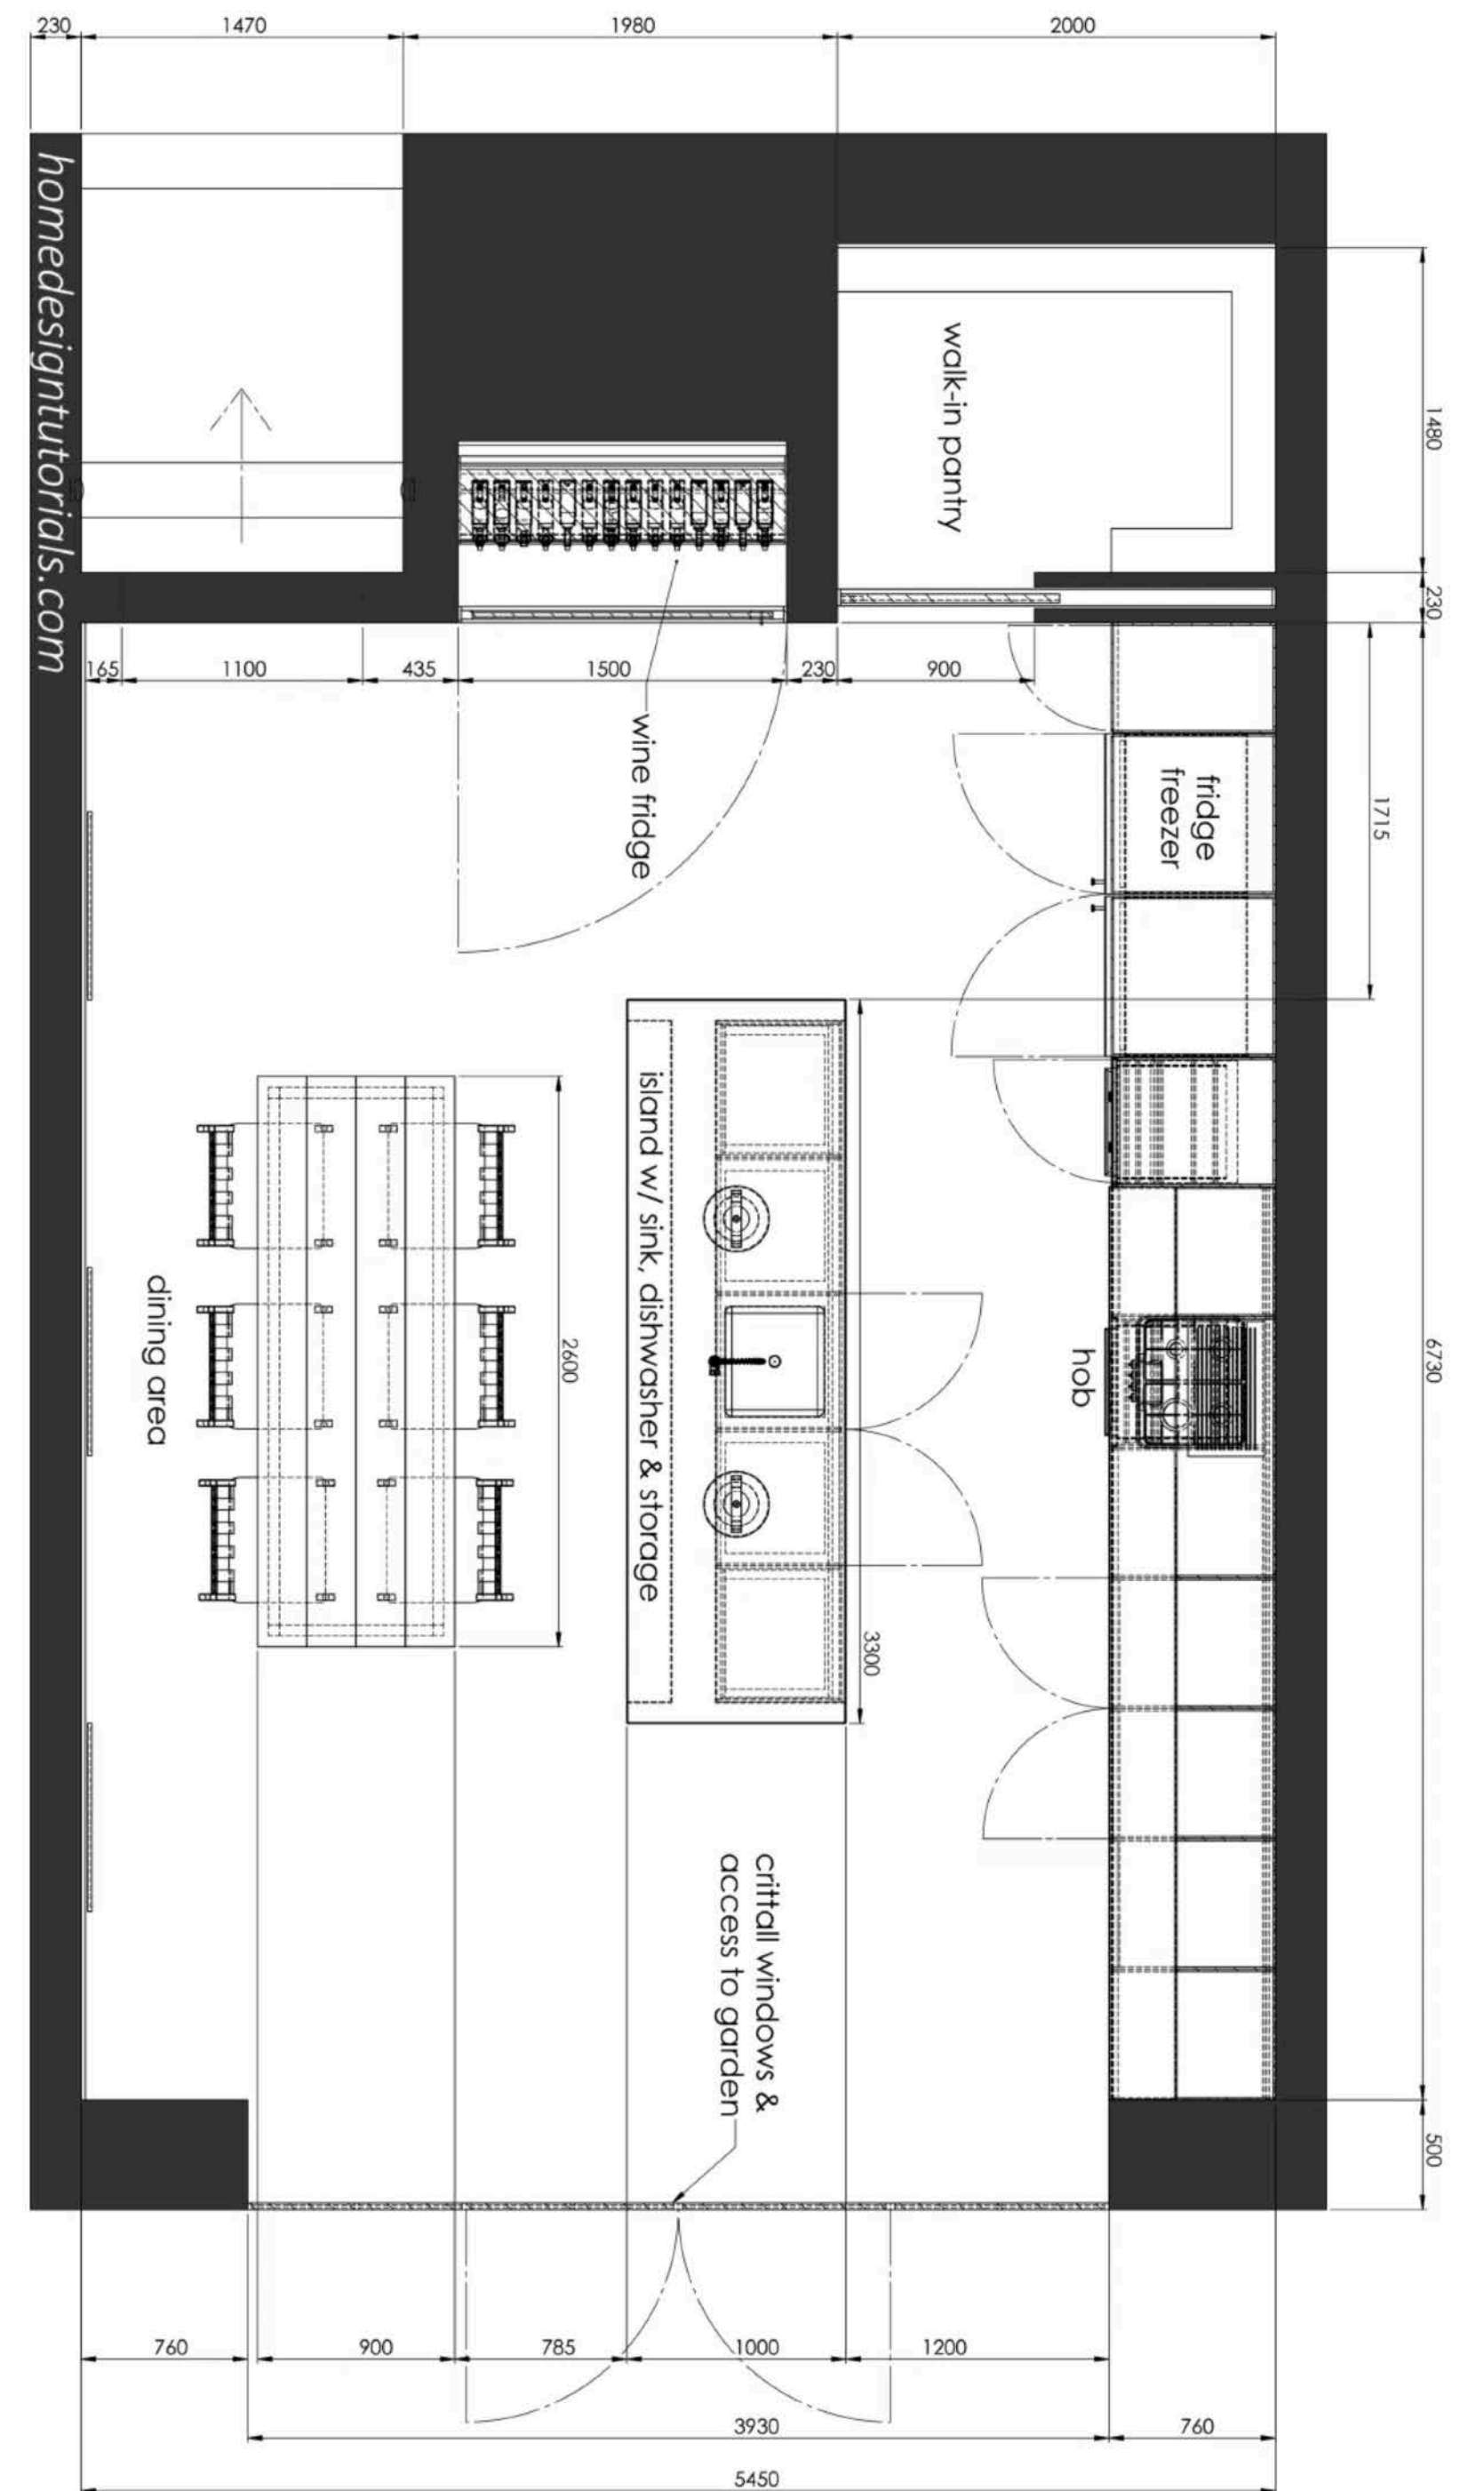 230
1470
1980
2000
homedesigntutorials.com
walk-in pantry
1480
230
165
1100
435
1500
230
900
wine fridge
fridge
freezer
1715
6730
island w/ sink, dishwasher & storage
hob
dining area
2600
3300
crittall windows &
access to garden
500
760
900
785
1000
1200
3930
760
5450